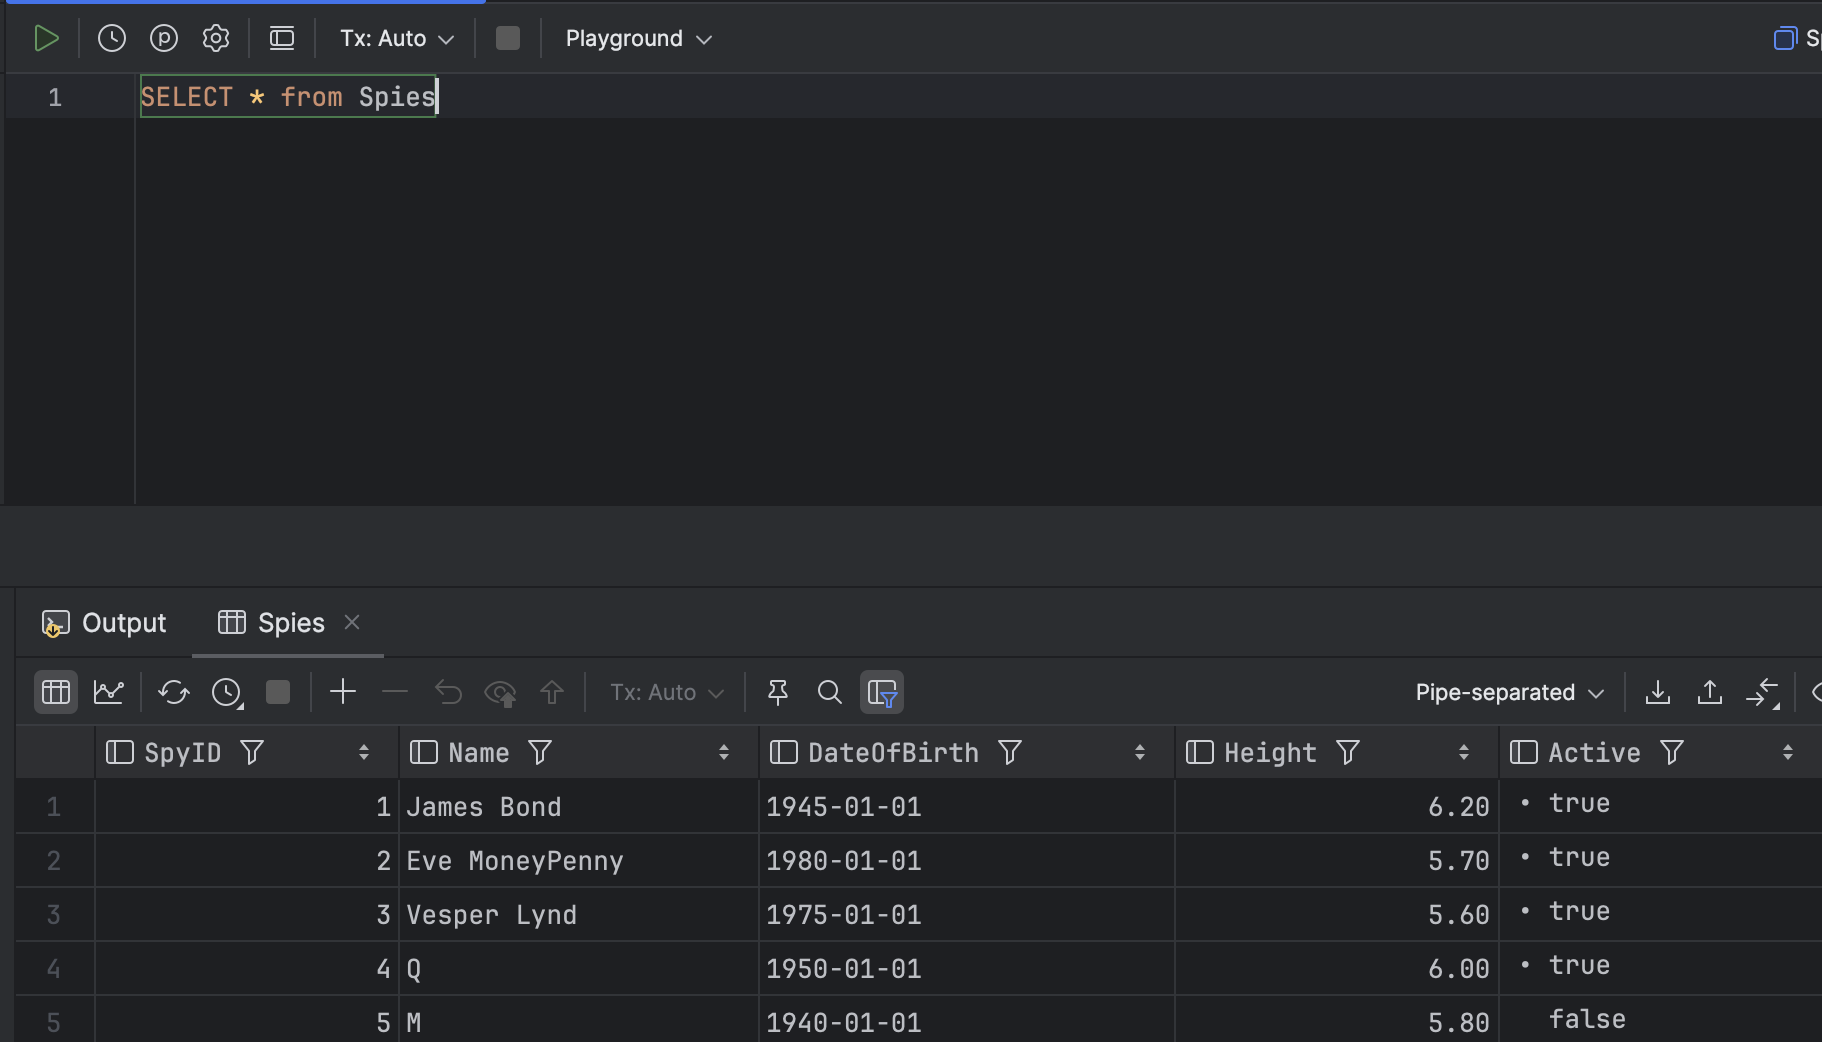 Tx: Auto Playground
1 SELECT * from Spies
Output Spies
Tx: Auto Pipe-separated
SpyID Name DateOfBirth Height Active
1 1 James Bond 1945-01-01 6.20 true
2 2 Eve MoneyPenny 1980-01-01 5.70 true
3 3 Vesper Lynd 1975-01-01 5.60 true
4 4 Q 1950-01-01 6.00 true
5 5 M 1940-01-01 5.80 false